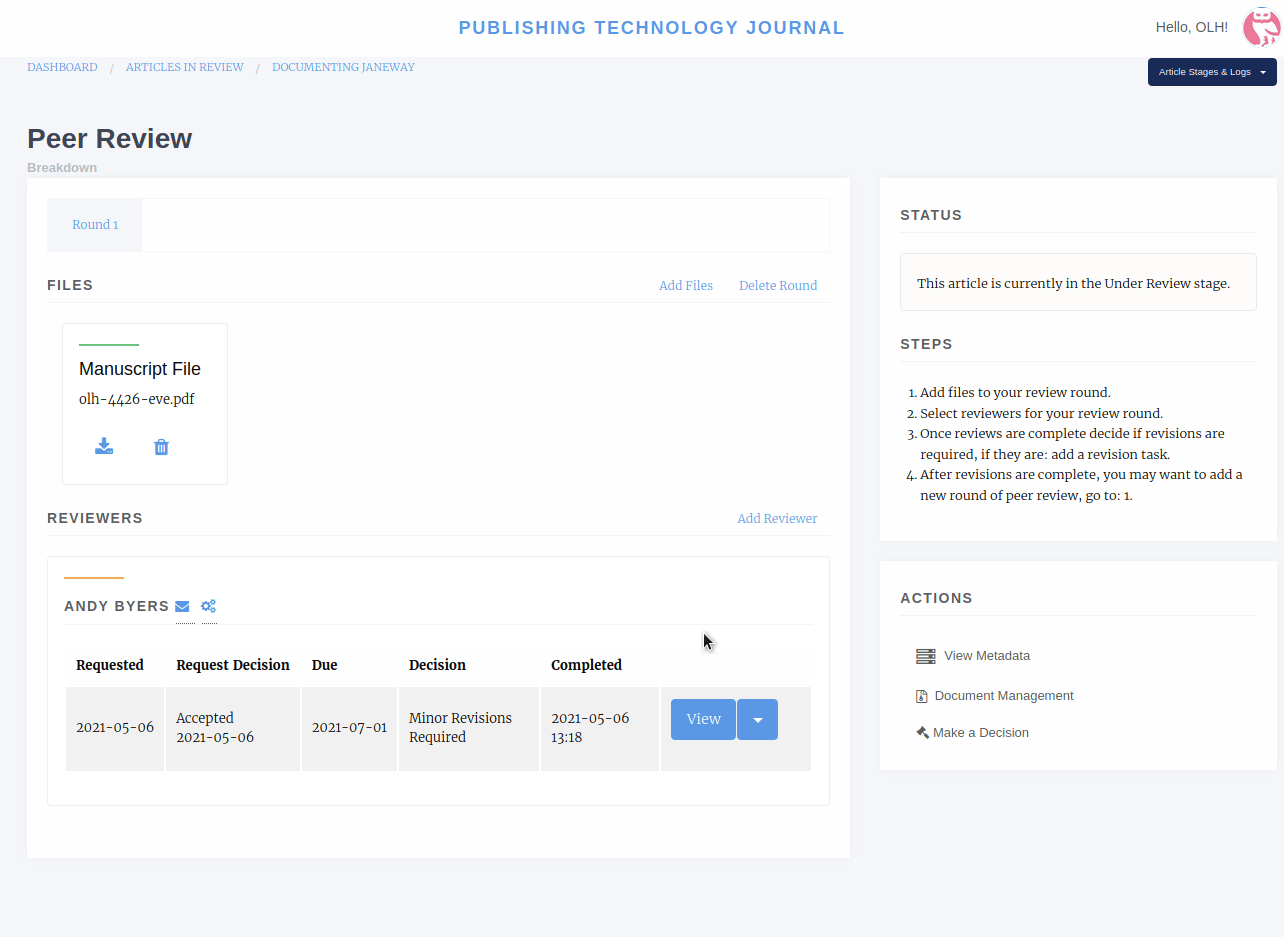 PUBLISHING TECHNOLOGY JOURNAL
Hello, OLH!
DASHBOARD / ARTICLES IN REVIEW / DOCUMENTING JANEWAY
Article Stages & Logs
Peer Review
Breakdown
Round 1
FILES
Add Files
Delete Round
Manuscript File
olh-4426-eve.pdf
REVIEWERS
Add Reviewer
ANDY BYERS
Requested Request Decision Due Decision Completed
2021-05-06
Accepted
2021-05-06
2021-07-01
Minor Revisions
Required
2021-05-06
13:18
View
STATUS
This article is currently in the Under Review stage.
STEPS
1. Add files to your review round.
2. Select reviewers for your review round.
3. Once reviews are complete decide if revisions are
required, if they are: add a revision task.
4. After revisions are complete, you may want to add a
new round of peer review, go to: 1.
ACTIONS
View Metadata
Document Management
Make a Decision